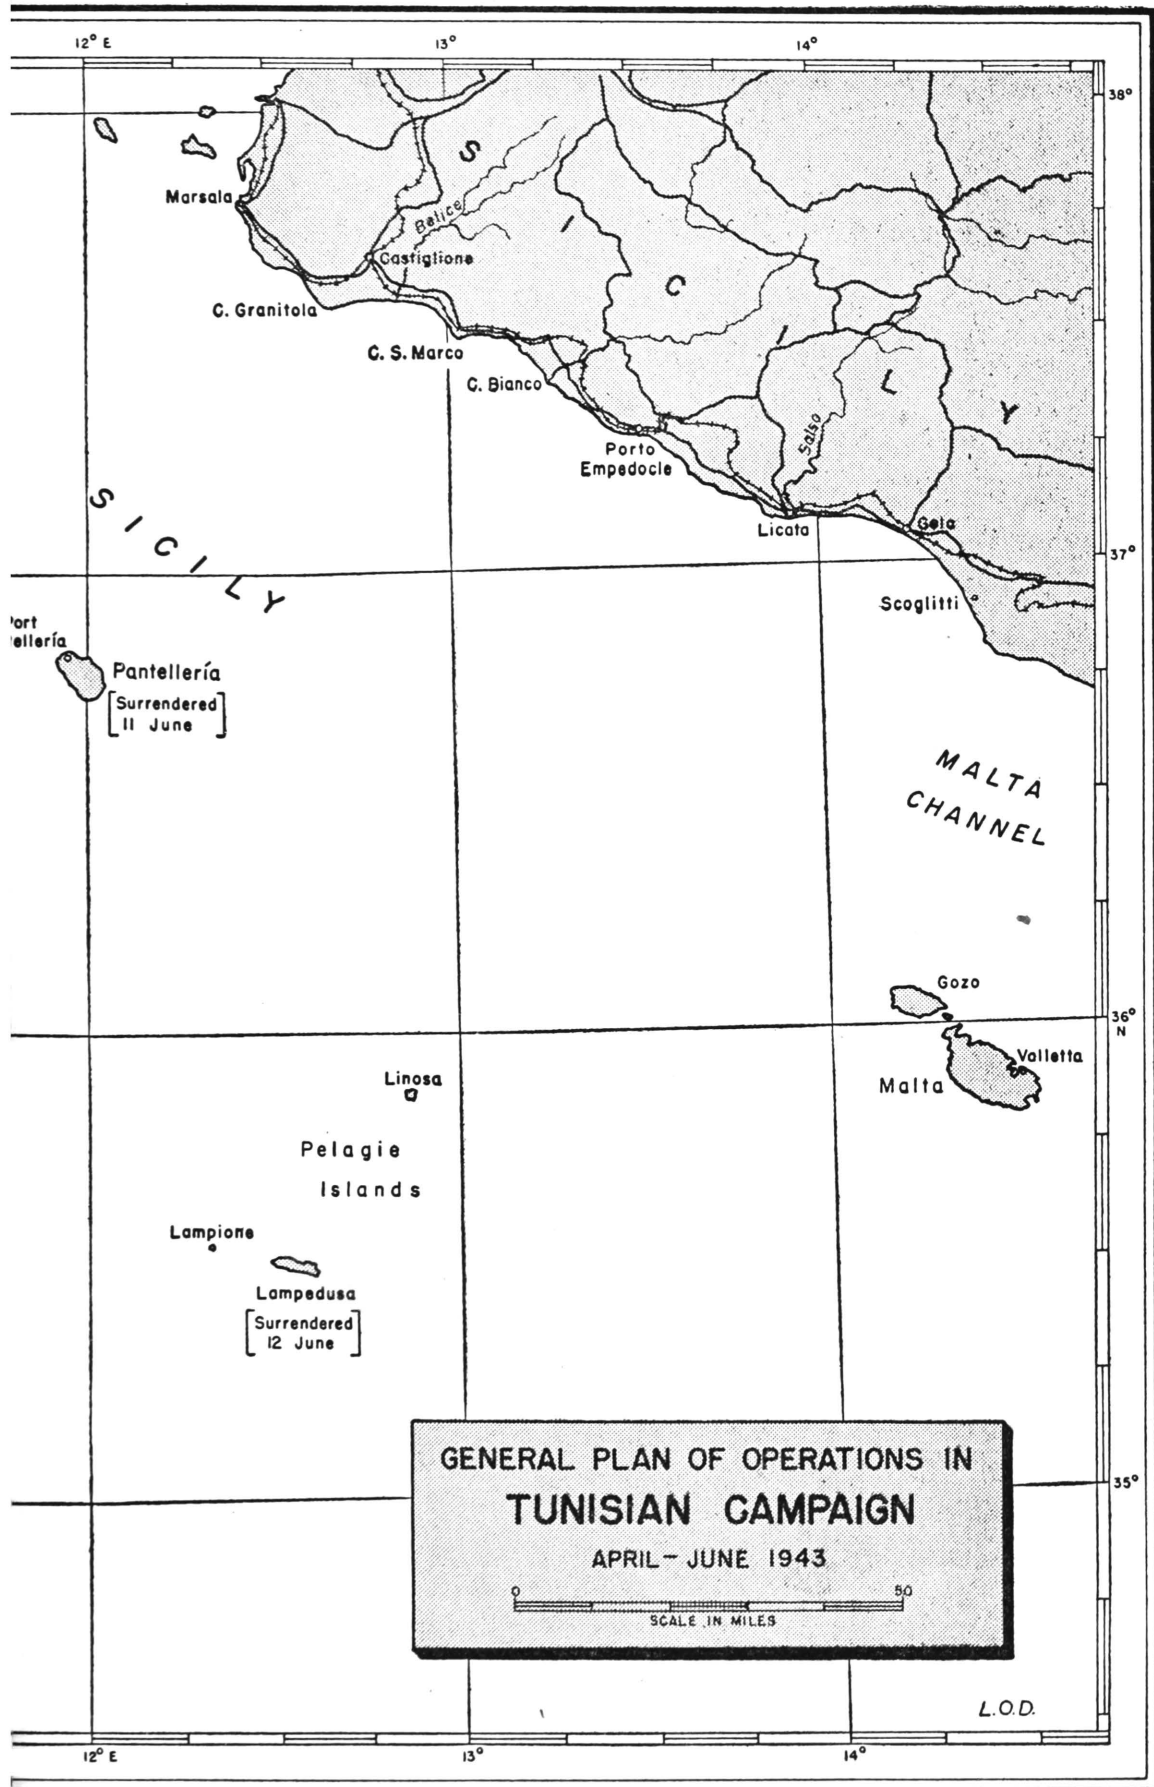 12° E 13° 14°
38°
Marsala
S I C I L Y
Belice
Castiglione
C. Granitola
C. S. Marco
C. Bianco
Porto
Empedocle
Salso
Licata
Gela
37°
Scoglitti
SICILY
Port
ellería
Pantellería
[Surrendered
11 June]
MALTA
CHANNEL
Gozo
36°
N
Valletta
Malta
Linosa
Pelagie
Islands
Lampione
Lampedusa
[Surrendered
12 June]
GENERAL PLAN OF OPERATIONS IN
TUNISIAN CAMPAIGN
APRIL – JUNE 1943
0 50
SCALE IN MILES
35°
L.O.D.
12° E 13° 14°